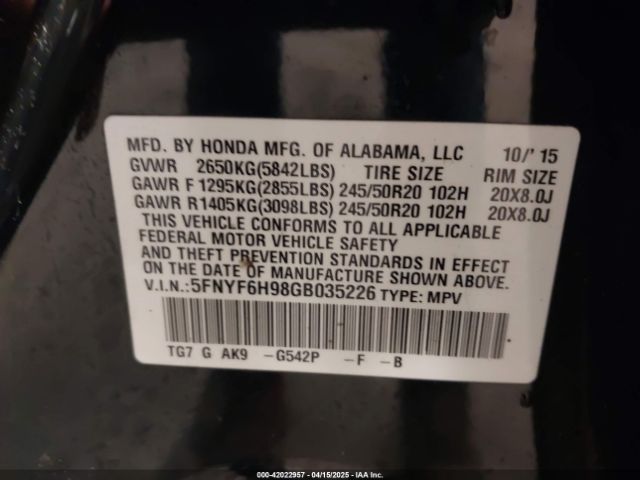 MFD. BY HONDA MFG. OF ALABAMA, LLC 10/' 15
GVWR 2650KG(5842LBS) TIRE SIZE RIM SIZE
GAWR F 1295KG(2855LBS) 245/50R20 102H 20X8.0J
GAWR R1405KG(3098LBS) 245/50R20 102H 20X8.0J
THIS VEHICLE CONFORMS TO ALL APPLICABLE
FEDERAL MOTOR VEHICLE SAFETY
AND THEFT PREVENTION STANDARDS IN EFFECT
ON THE DATE OF MANUFACTURE SHOWN ABOVE.
V.I.N.:5FNYF6H98GB035226 TYPE: MPV
TG7 G AK9 -G542P -F -B
000-42022957 04/15/2025 - IAA Inc.